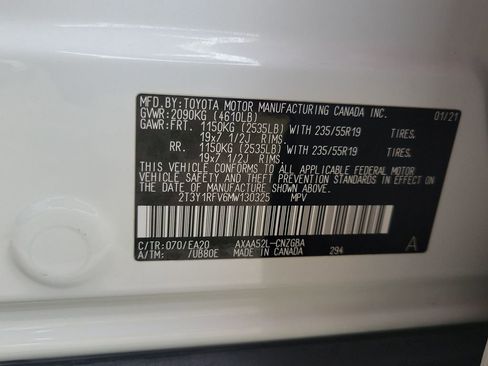 MFD.BY:TOYOTA MOTOR MANUFACTURING CANADA INC.
GVWR:2090KG (4610LB) 01/21
GAWR:FRT. 1150KG (2535LB) WITH 235/55R19 TIRES,
19x7 1/2J RIMS
RR. 1150KG (2535LB) WITH 235/55R19 TIRES,
19x7 1/2J RIMS
THIS VEHICLE CONFORMS TO ALL APPLICABLE FEDERAL MOTOR
VEHICLE SAFETY AND THEFT PREVENTION STANDARDS IN EFFECT ON
THE DATE OF MANUFACTURE SHOWN ABOVE.
2T3Y1RFV6MW130325 MPV
C/TR:070/EA20 AXAA52L-CNZGBA A
A/TM: /UB80E MADE IN CANADA 294